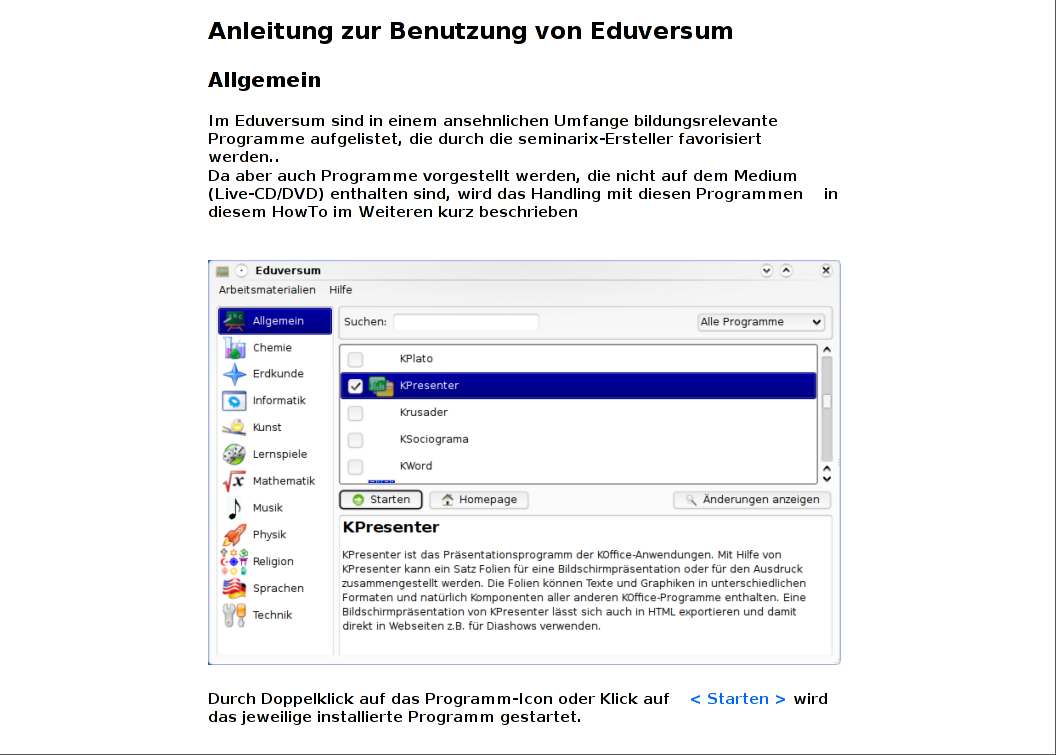 Anleitung zur Benutzung von Eduversum
Allgemein
Im Eduversum sind in einem ansehnlichen Umfange bildungsrelevante
Programme aufgelistet, die durch die seminarix-Ersteller favorisiert
werden..
Da aber auch Programme vorgestellt werden, die nicht auf dem Medium
(Live-CD/DVD) enthalten sind, wird das Handling mit diesen Programmen in
diesem HowTo im Weiteren kurz beschrieben
Eduversum
Arbeitsmaterialien Hilfe
Allgemein
Chemie
Erdkunde
Informatik
Kunst
Lernspiele
Mathematik
Musik
Physik
Religion
Sprachen
Technik
Suchen: Alle Programme
KPlato
KPresenter
Krusader
KSociograma
KWord
Starten Homepage Änderungen anzeigen
KPresenter
KPresenter ist das Präsentationsprogramm der KOffice-Anwendungen. Mit Hilfe von
KPresenter kann ein Satz Folien für eine Bildschirmpräsentation oder für den Ausdruck
zusammengestellt werden. Die Folien können Texte und Graphiken in unterschiedlichen
Formaten und natürlich Komponenten aller anderen KOffice-Programme enthalten. Eine
Bildschirmpräsentation von KPresenter lässt sich auch in HTML exportieren und damit
direkt in Webseiten z.B. für Diashows verwenden.
Durch Doppelklick auf das Programm-Icon oder Klick auf < Starten > wird
das jeweilige installierte Programm gestartet.